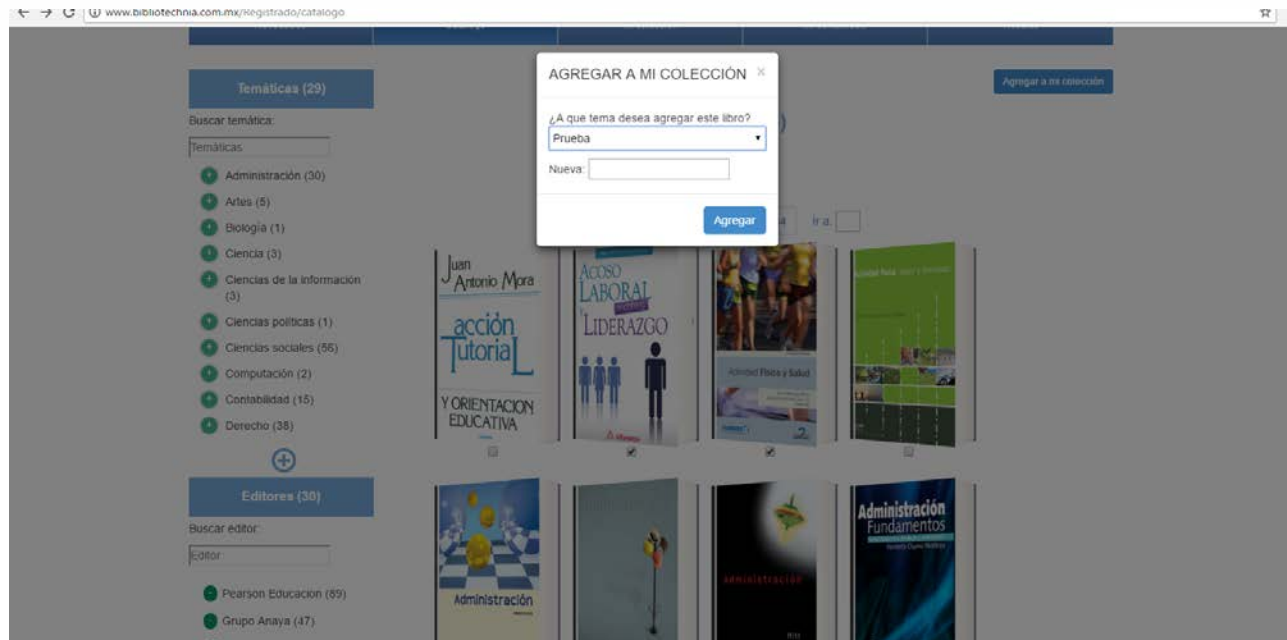 www.bibliotechnia.com.mx/Registrado/catalogo
AGREGAR A MI COLECCIÓN ×
¿A que tema desea agregar este libro?
Prueba
Nueva:
Agregar
Agregar a mi colección
Temáticas (29)
Buscar temática:
Temáticas
Administración (30)
Artes (5)
Biología (1)
Ciencia (3)
Ciencias de la información
(3)
Ciencias políticas (1)
Ciencias sociales (56)
Computación (2)
Contabilidad (15)
Derecho (38)
Editores (30)
Buscar editor:
Editor
Pearson Educacion (89)
Grupo Anaya (47)
Ir a
Juan
Antonio Mora
acción
Tutorial
Y ORIENTACION
EDUCATIVA
ACOSO
LABORAL
Y
LIDERAZGO
Actividad Física y Salud
2
Administración
administración
Administración
Fundamentos